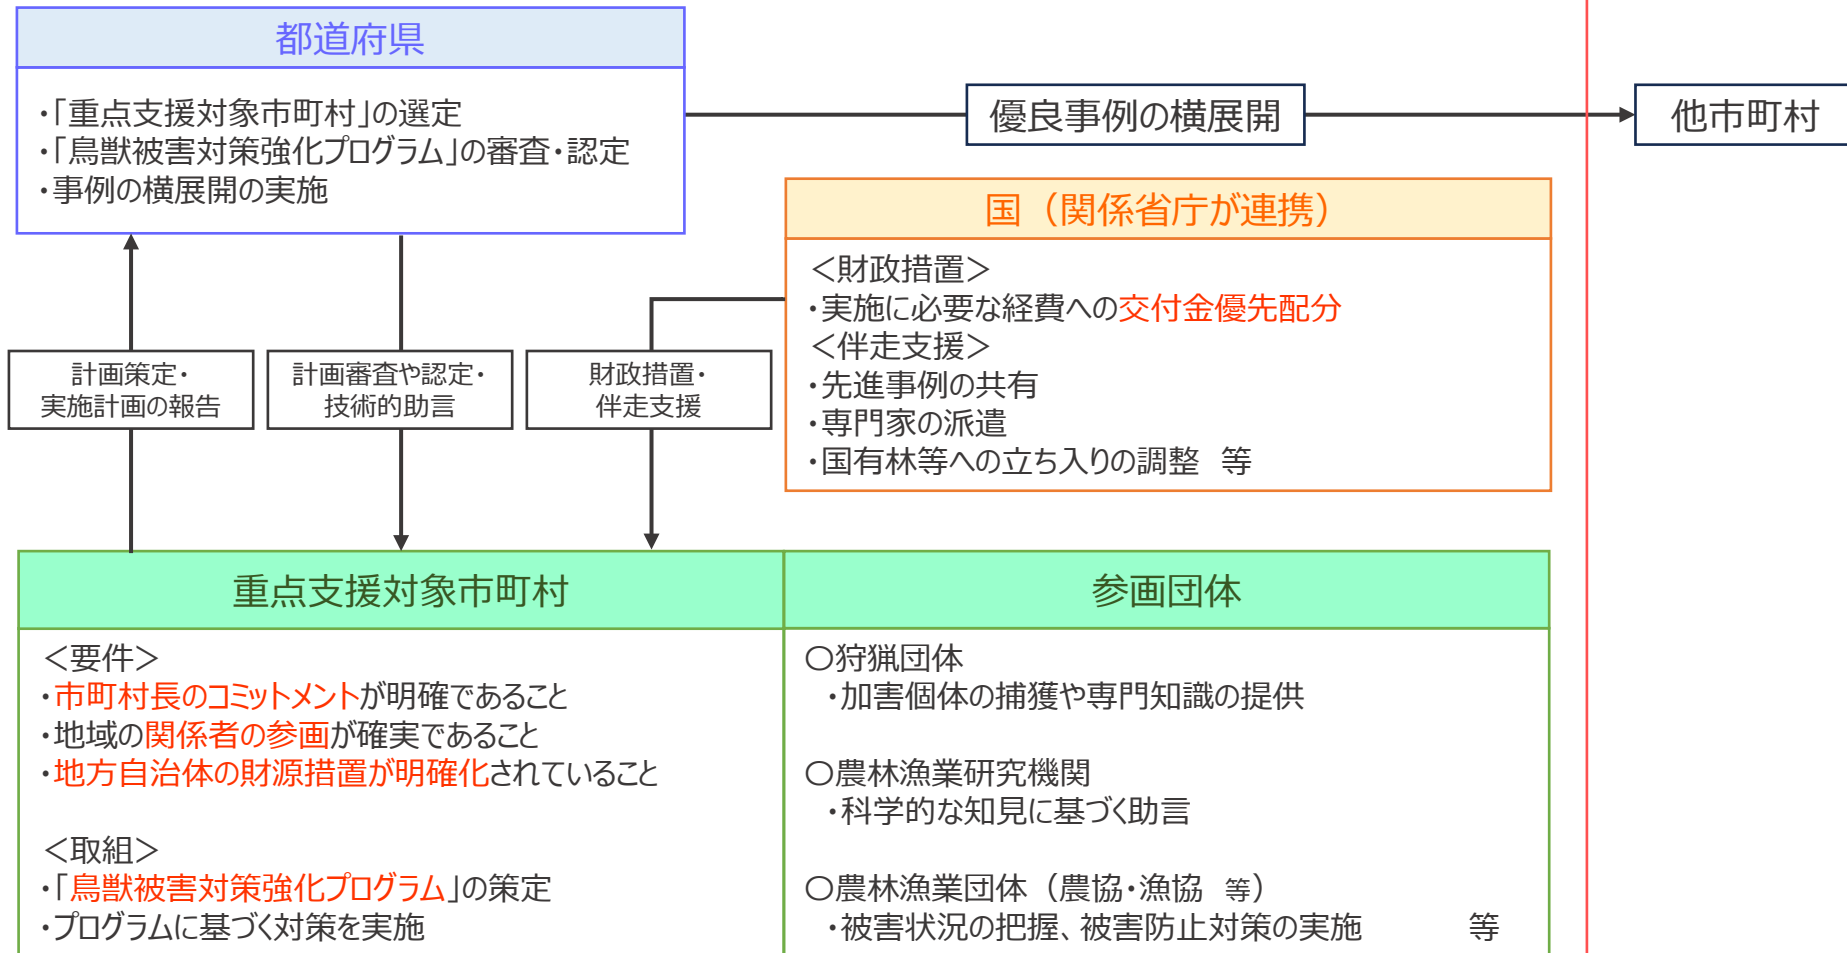 都道府県
・「重点支援対象市町村」の選定
・「鳥獣被害対策強化プログラム」の審査・認定
・事例の横展開の実施
優良事例の横展開
他市町村
国（関係省庁が連携）
＜財政措置＞
・実施に必要な経費への交付金優先配分
＜伴走支援＞
・先進事例の共有
・専門家の派遣
・国有林等への立ち入りの調整　等
計画策定・
実施計画の報告
計画審査や認定・
技術的助言
財政措置・
伴走支援
重点支援対象市町村
＜要件＞
・市町村長のコミットメントが明確であること
・地域の関係者の参画が確実であること
・地方自治体の財源措置が明確化されていること
＜取組＞
・「鳥獣被害対策強化プログラム」の策定
・プログラムに基づく対策を実施
参画団体
〇狩猟団体
・加害個体の捕獲や専門知識の提供
〇農林漁業研究機関
・科学的な知見に基づく助言
〇農林漁業団体（農協・漁協　等）
・被害状況の把握、被害防止対策の実施　　　等